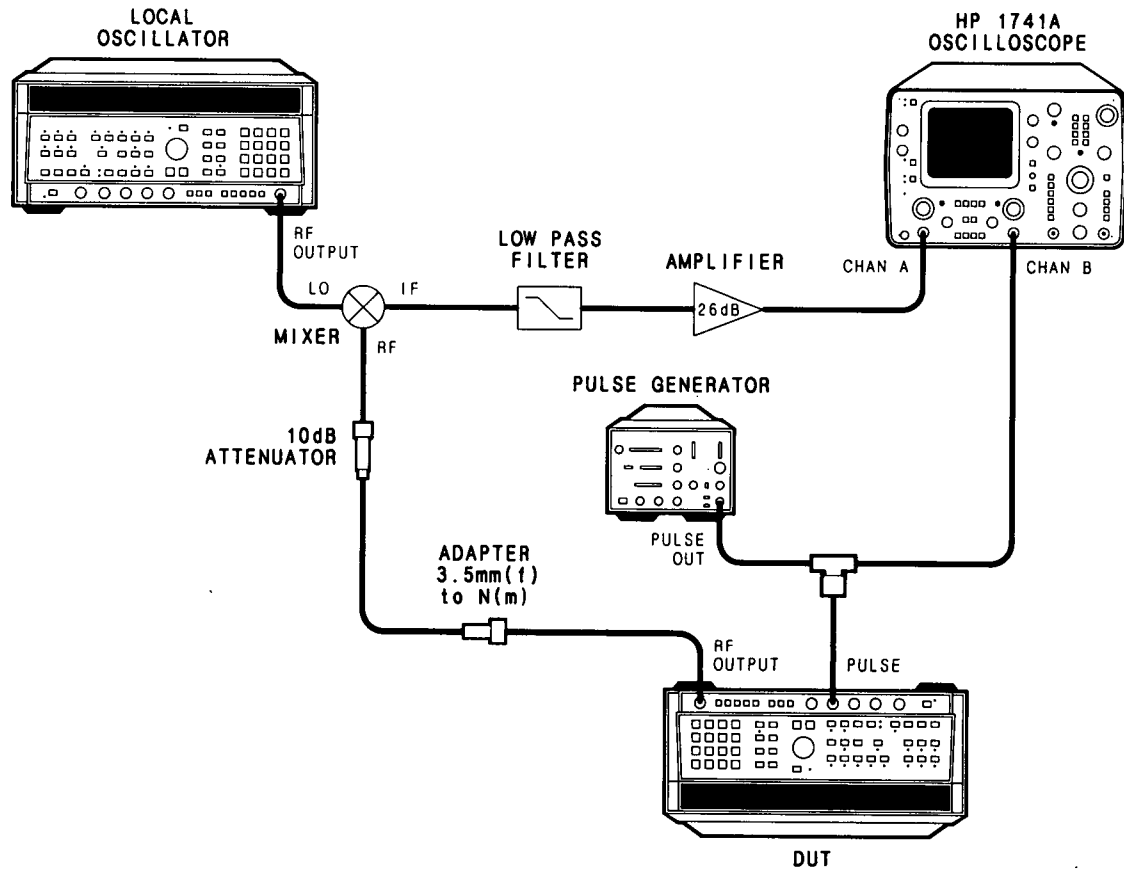 LOCAL
OSCILLATOR
HP 1741A
OSCILLOSCOPE
RF
OUTPUT
LOW PASS
FILTER
AMPLIFIER
CHAN A
CHAN B
LO
IF
26dB
MIXER
RF
PULSE GENERATOR
10dB
ATTENUATOR
PULSE
OUT
ADAPTER
3.5mm(f)
to N(m)
RF
OUTPUT
PULSE
DUT